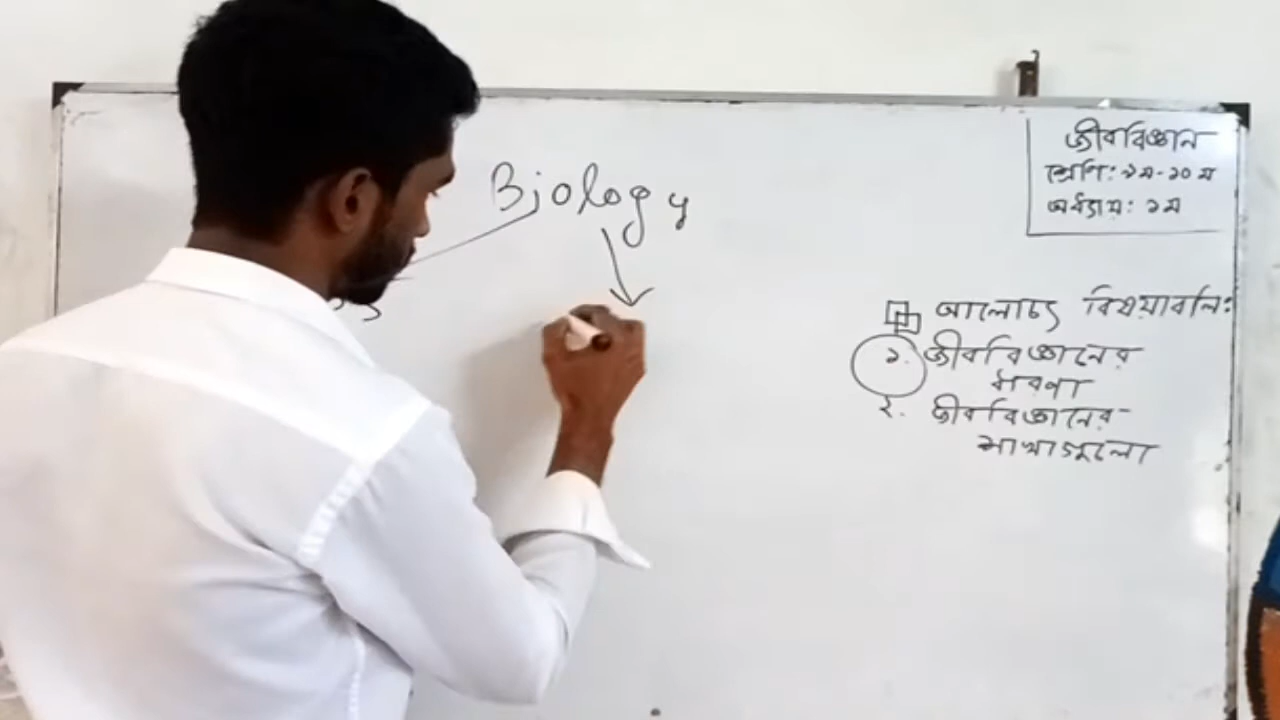 Biology
জীববিজ্ঞান
শ্রেণি: ৯ম-১০ম
অধ্যায়: ১ম
আলোচ্য বিষয়াবলি:
১. জীববিজ্ঞানের
ধারণা
২. জীববিজ্ঞানের
শাখাগুলো